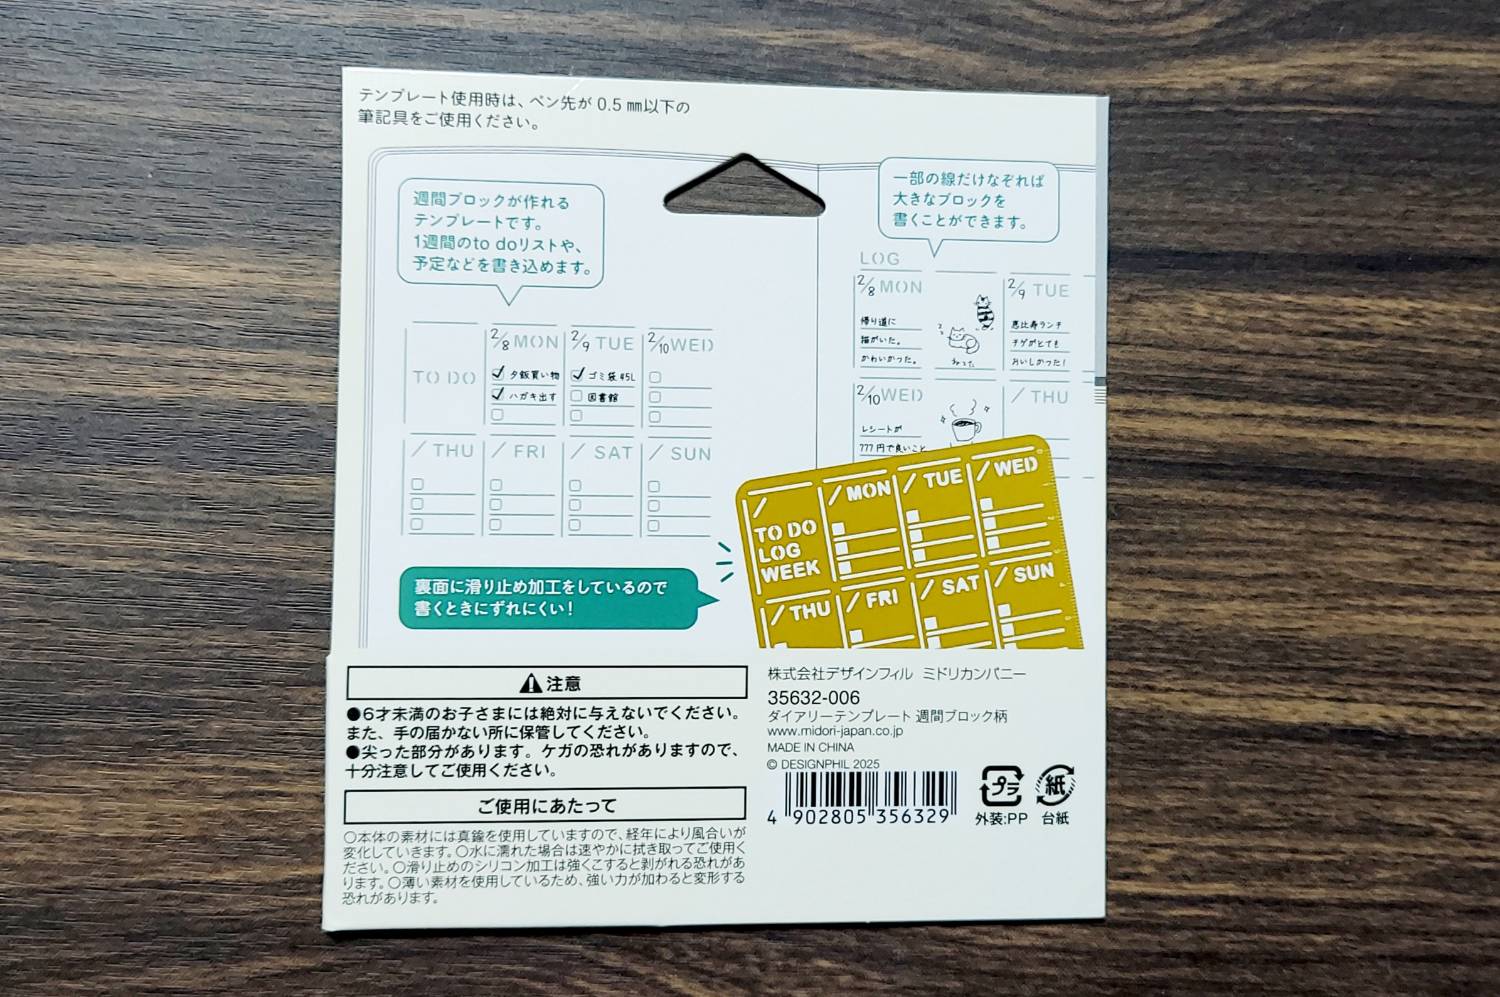 テンプレート使用時は、ペン先が 0.5 ㎜以下の
筆記具をご使用ください。
週間ブロックが作れる
テンプレートです。
1週間のto doリストや、
予定などを書き込めます。
一部の線だけなぞれば
大きなブロックを
書くことができます。
TO DO
2/8 MON
夕飯買い物
ハガキ出す
2/9 TUE
ゴミ袋45L
図書館
2/10 WED
/ THU
/ FRI
/ SAT
/ SUN
LOG
2/8 MON
帰り道に
猫がいた。
かわいかった。
2/9 TUE
恵比寿ランチ
チゲがとても
おいしかった!
2/10 WED
レシートが
777円で良いこと
/ THU
裏面に滑り止め加工をしているので
書くときにずれにくい!
/
TO DO
LOG
WEEK
/ MON
/ TUE
/ WED
/ THU
/ FRI
/ SAT
/ SUN
注意
●6才未満のお子さまには絶対に与えないでください。
また、手の届かない所に保管してください。
●尖った部分があります。ケガの恐れがありますので、
十分注意してご使用ください。
ご使用にあたって
○本体の素材には真鍮を使用していますので、経年により風合いが
変化していきます。○水に濡れた場合は速やかに拭き取ってご使用く
ださい。○滑り止めのシリコン加工は強くこすると剥がれる恐れがあ
ります。○薄い素材を使用しているため、強い力が加わると変形する
恐れがあります。
株式会社デザインフィル ミドリカンパニー
35632-006
ダイアリーテンプレート 週間ブロック柄
www.midori-japan.co.jp
MADE IN CHINA
© DESIGNPHIL 2025
4 902805 356329
プラ
外装:PP
紙
台紙